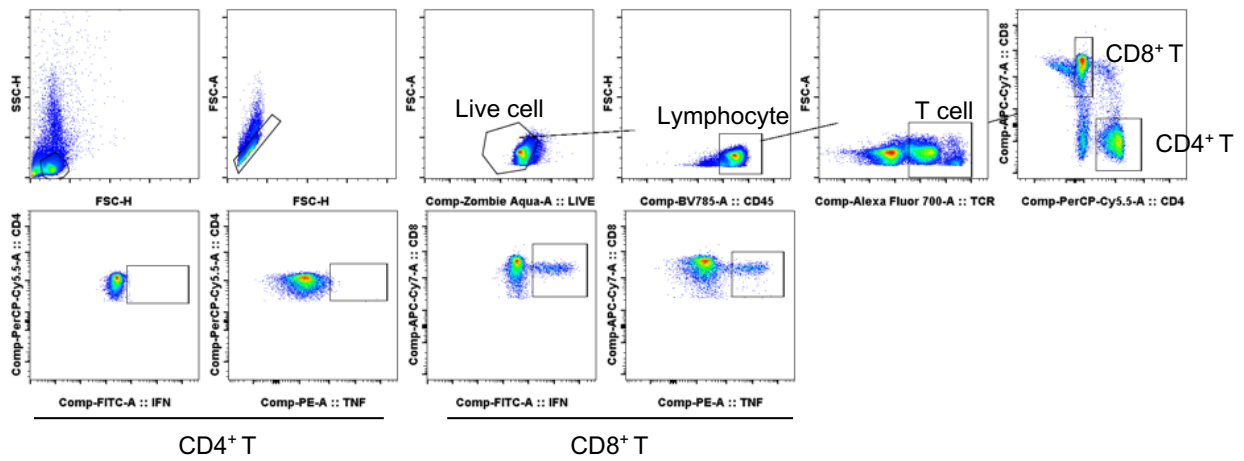 SSC-H
FSC-H
FSC-A
FSC-H
Live cell
FSC-A
Comp-Zombie Aqua-A :: LIVE
Lymphocyte
FSC-A
Comp-BV785-A :: CD45
T cell
FSC-A
Comp-Alexa Fluor 700-A :: TCR
CD8⁺ T
CD4⁺ T
Comp-APC-Cy7-A :: CD8
Comp-PerCP-Cy5.5-A :: CD4
Comp-PerCP-Cy5.5-A :: CD4
Comp-FITC-A :: IFN
Comp-PerCP-Cy5.5-A :: CD4
Comp-PE-A :: TNF
Comp-APC-Cy7-A :: CD8
Comp-FITC-A :: IFN
Comp-APC-Cy7-A :: CD8
Comp-PE-A :: TNF
CD4⁺ T
CD8⁺ T